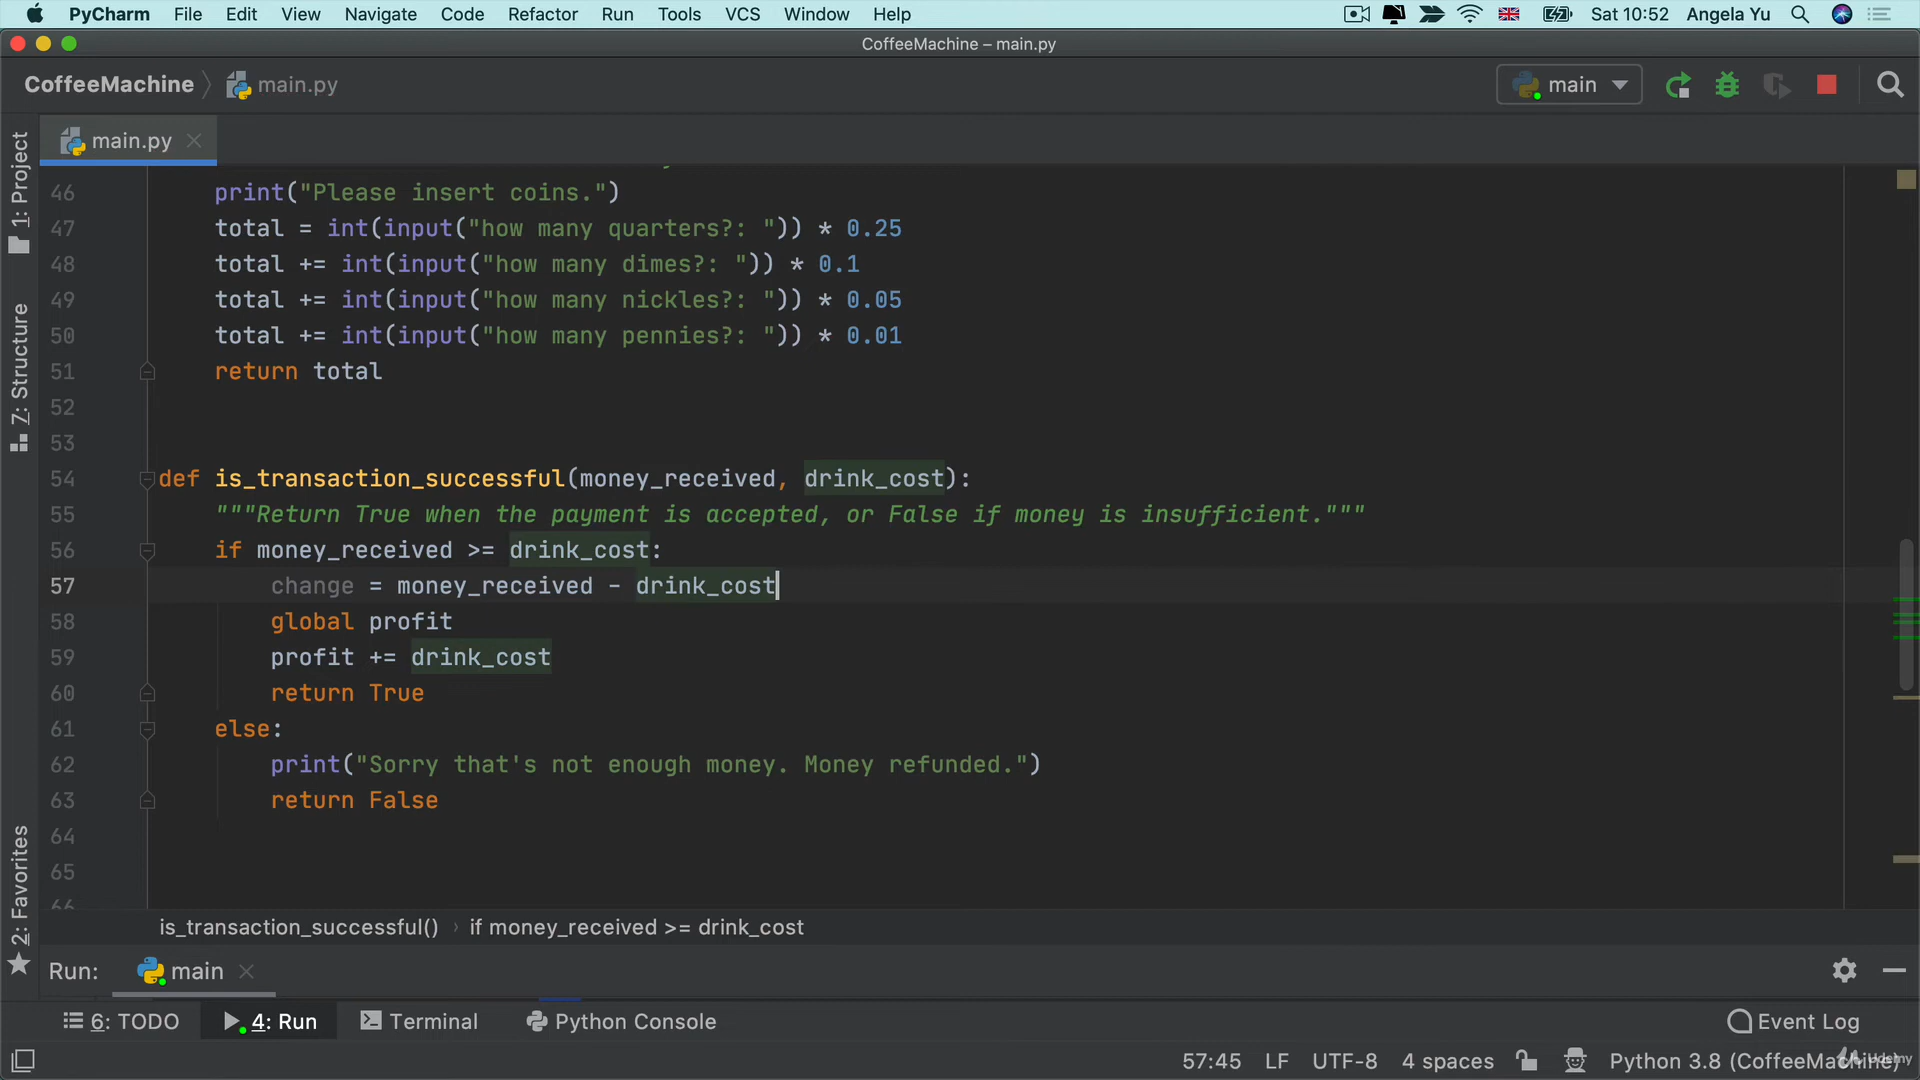 PyCharm File Edit View Navigate Code Refactor Run Tools VCS Window Help Sat 10:52 Angela Yu
CoffeeMachine – main.py
CoffeeMachine main.py main
main.py
1: Project
7: Structure
2: Favorites
46 print("Please insert coins.")
47 total = int(input("how many quarters?: ")) * 0.25
48 total += int(input("how many dimes?: ")) * 0.1
49 total += int(input("how many nickles?: ")) * 0.05
50 total += int(input("how many pennies?: ")) * 0.01
51 return total
52
53
54 def is_transaction_successful(money_received, drink_cost):
55 """Return True when the payment is accepted, or False if money is insufficient."""
56 if money_received >= drink_cost:
57 change = money_received - drink_cost
58 global profit
59 profit += drink_cost
60 return True
61 else:
62 print("Sorry that's not enough money. Money refunded.")
63 return False
64
65
66
is_transaction_successful() › if money_received >= drink_cost
Run: main
6: TODO 4: Run Terminal Python Console Event Log
57:45 LF UTF-8 4 spaces Python 3.8 (CoffeeMachine)
Udemy